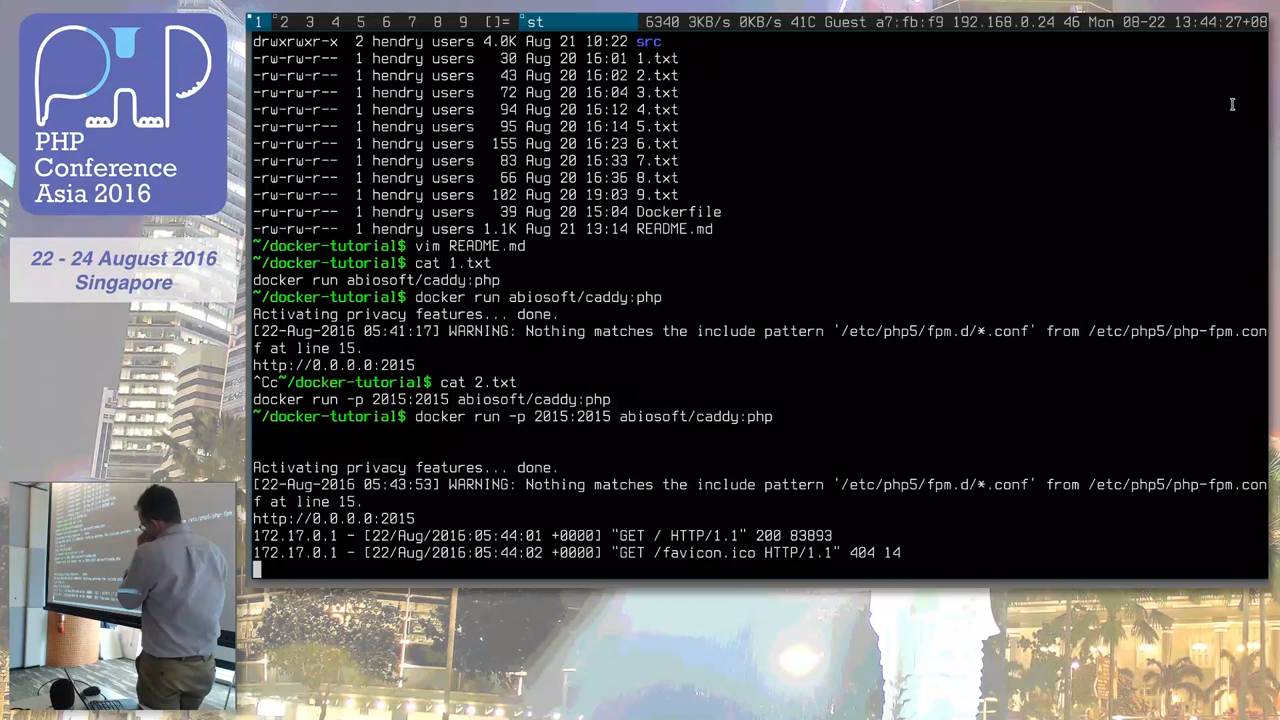 1 2 3 4 5 6 7 8 9 []= st 6340 3KB/s 0KB/s 41C Guest a7:fb:f9 192.168.0.24 46 Mon 08-22 13:44:27+08
PHP
Conference
Asia 2016
22 - 24 August 2016
Singapore
drwxrwxr-x 2 hendry users 4.0K Aug 21 10:22 src
-rw-rw-r-- 1 hendry users 30 Aug 20 16:01 1.txt
-rw-rw-r-- 1 hendry users 43 Aug 20 16:02 2.txt
-rw-rw-r-- 1 hendry users 72 Aug 20 16:04 3.txt
-rw-rw-r-- 1 hendry users 94 Aug 20 16:12 4.txt
-rw-rw-r-- 1 hendry users 95 Aug 20 16:14 5.txt
-rw-rw-r-- 1 hendry users 155 Aug 20 16:23 6.txt
-rw-rw-r-- 1 hendry users 83 Aug 20 16:33 7.txt
-rw-rw-r-- 1 hendry users 66 Aug 20 16:36 8.txt
-rw-rw-r-- 1 hendry users 102 Aug 20 19:03 9.txt
-rw-rw-r-- 1 hendry users 39 Aug 20 15:04 Dockerfile
-rw-rw-r-- 1 hendry users 1.1K Aug 21 13:14 README.md
~/docker-tutorial$ vim README.md
~/docker-tutorial$ cat 1.txt
docker run abiosoft/caddy:php
~/docker-tutorial$ docker run abiosoft/caddy:php
Activating privacy features... done.
[22-Aug-2016 05:41:17] WARNING: Nothing matches the include pattern '/etc/php5/fpm.d/*.conf' from /etc/php5/php-fpm.con
f at line 15.
http://0.0.0.0:2015
^Cc~/docker-tutorial$ cat 2.txt
docker run -p 2015:2015 abiosoft/caddy:php
~/docker-tutorial$ docker run -p 2015:2015 abiosoft/caddy:php
Activating privacy features... done.
[22-Aug-2016 05:43:53] WARNING: Nothing matches the include pattern '/etc/php5/fpm.d/*.conf' from /etc/php5/php-fpm.con
f at line 15.
http://0.0.0.0:2015
172.17.0.1 - [22/Aug/2016:05:44:01 +0000] "GET / HTTP/1.1" 200 83893
172.17.0.1 - [22/Aug/2016:05:44:02 +0000] "GET /favicon.ico HTTP/1.1" 404 14